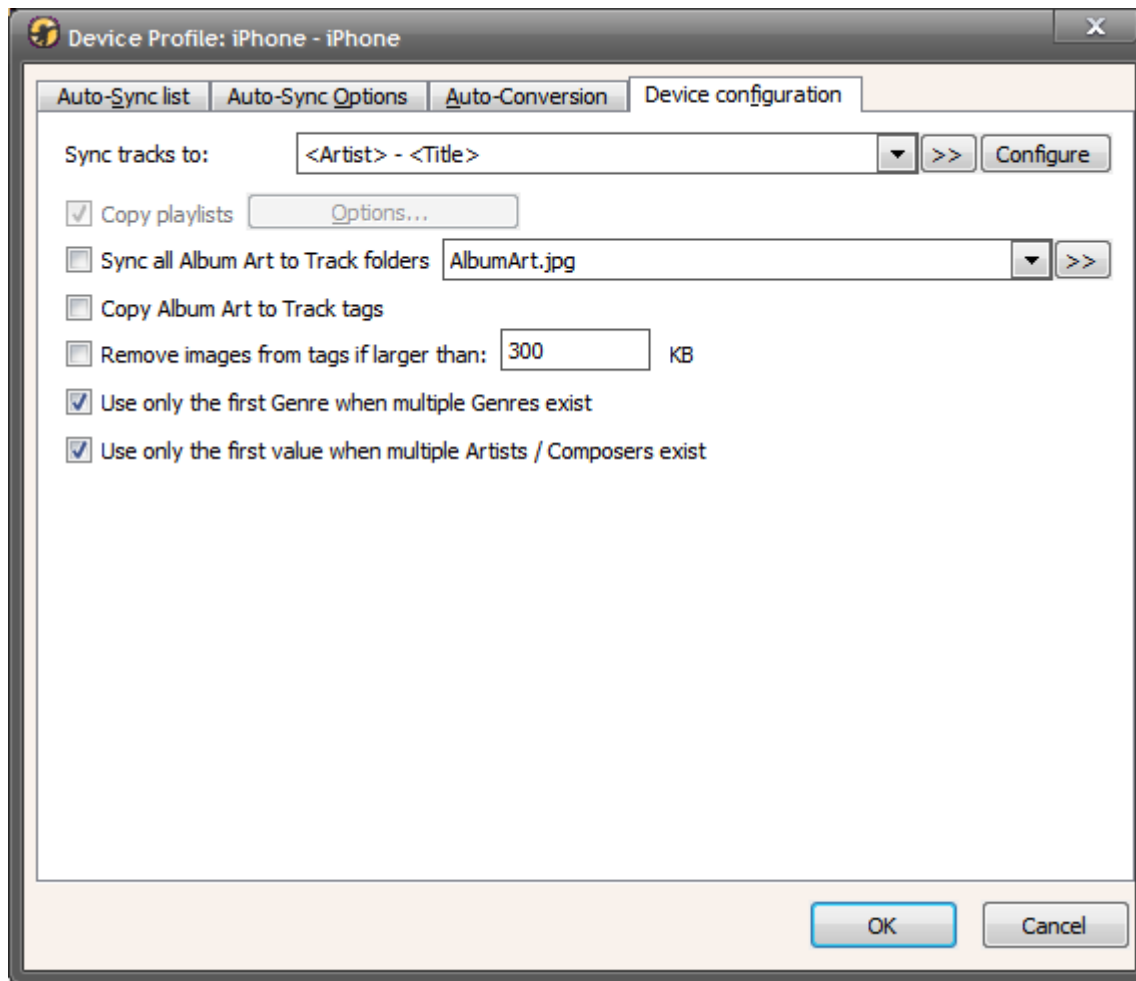 Device Profile: iPhone - iPhone
x
Auto-Sync list Auto-Sync Options Auto-Conversion Device configuration
Sync tracks to: <Artist> - <Title> >> Configure
Copy playlists Options...
Sync all Album Art to Track folders AlbumArt.jpg >>
Copy Album Art to Track tags
Remove images from tags if larger than: 300 KB
Use only the first Genre when multiple Genres exist
Use only the first value when multiple Artists / Composers exist
OK Cancel